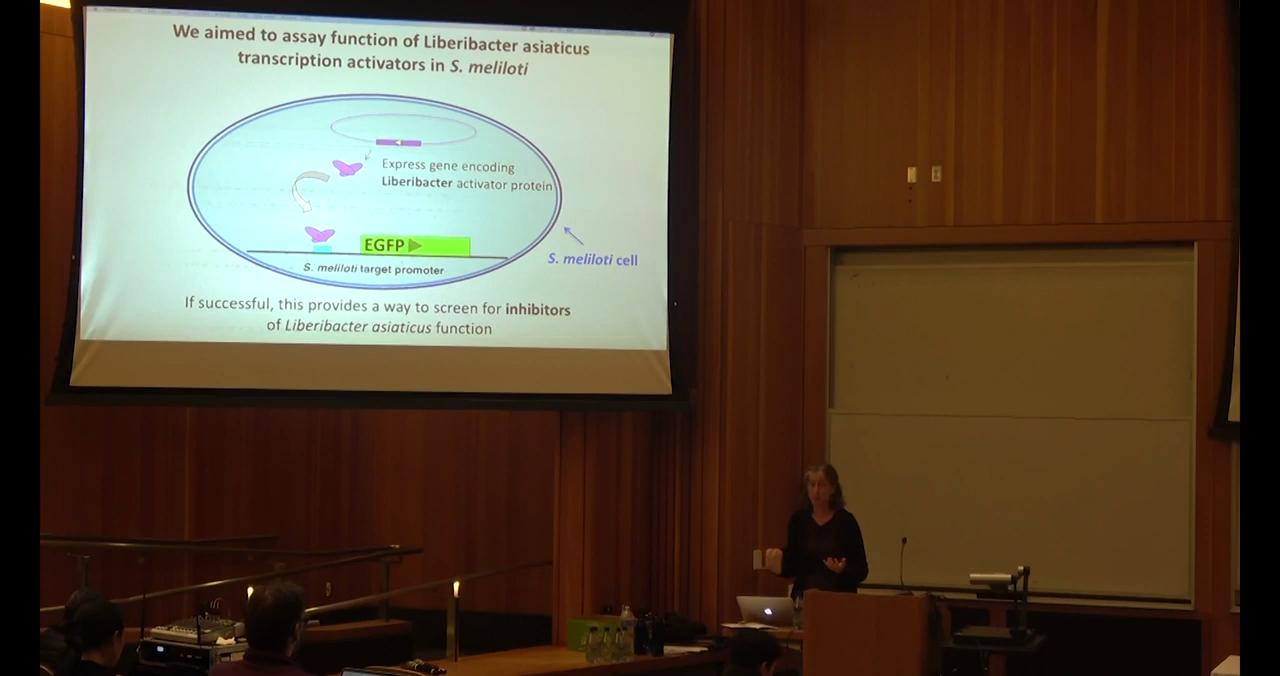 We aimed to assay function of Liberibacter asiaticus
transcription activators in S. meliloti
Express gene encoding
Liberibacter activator protein
EGFP
S. meliloti target promoter
S. meliloti cell
If successful, this provides a way to screen for inhibitors
of Liberibacter asiaticus function